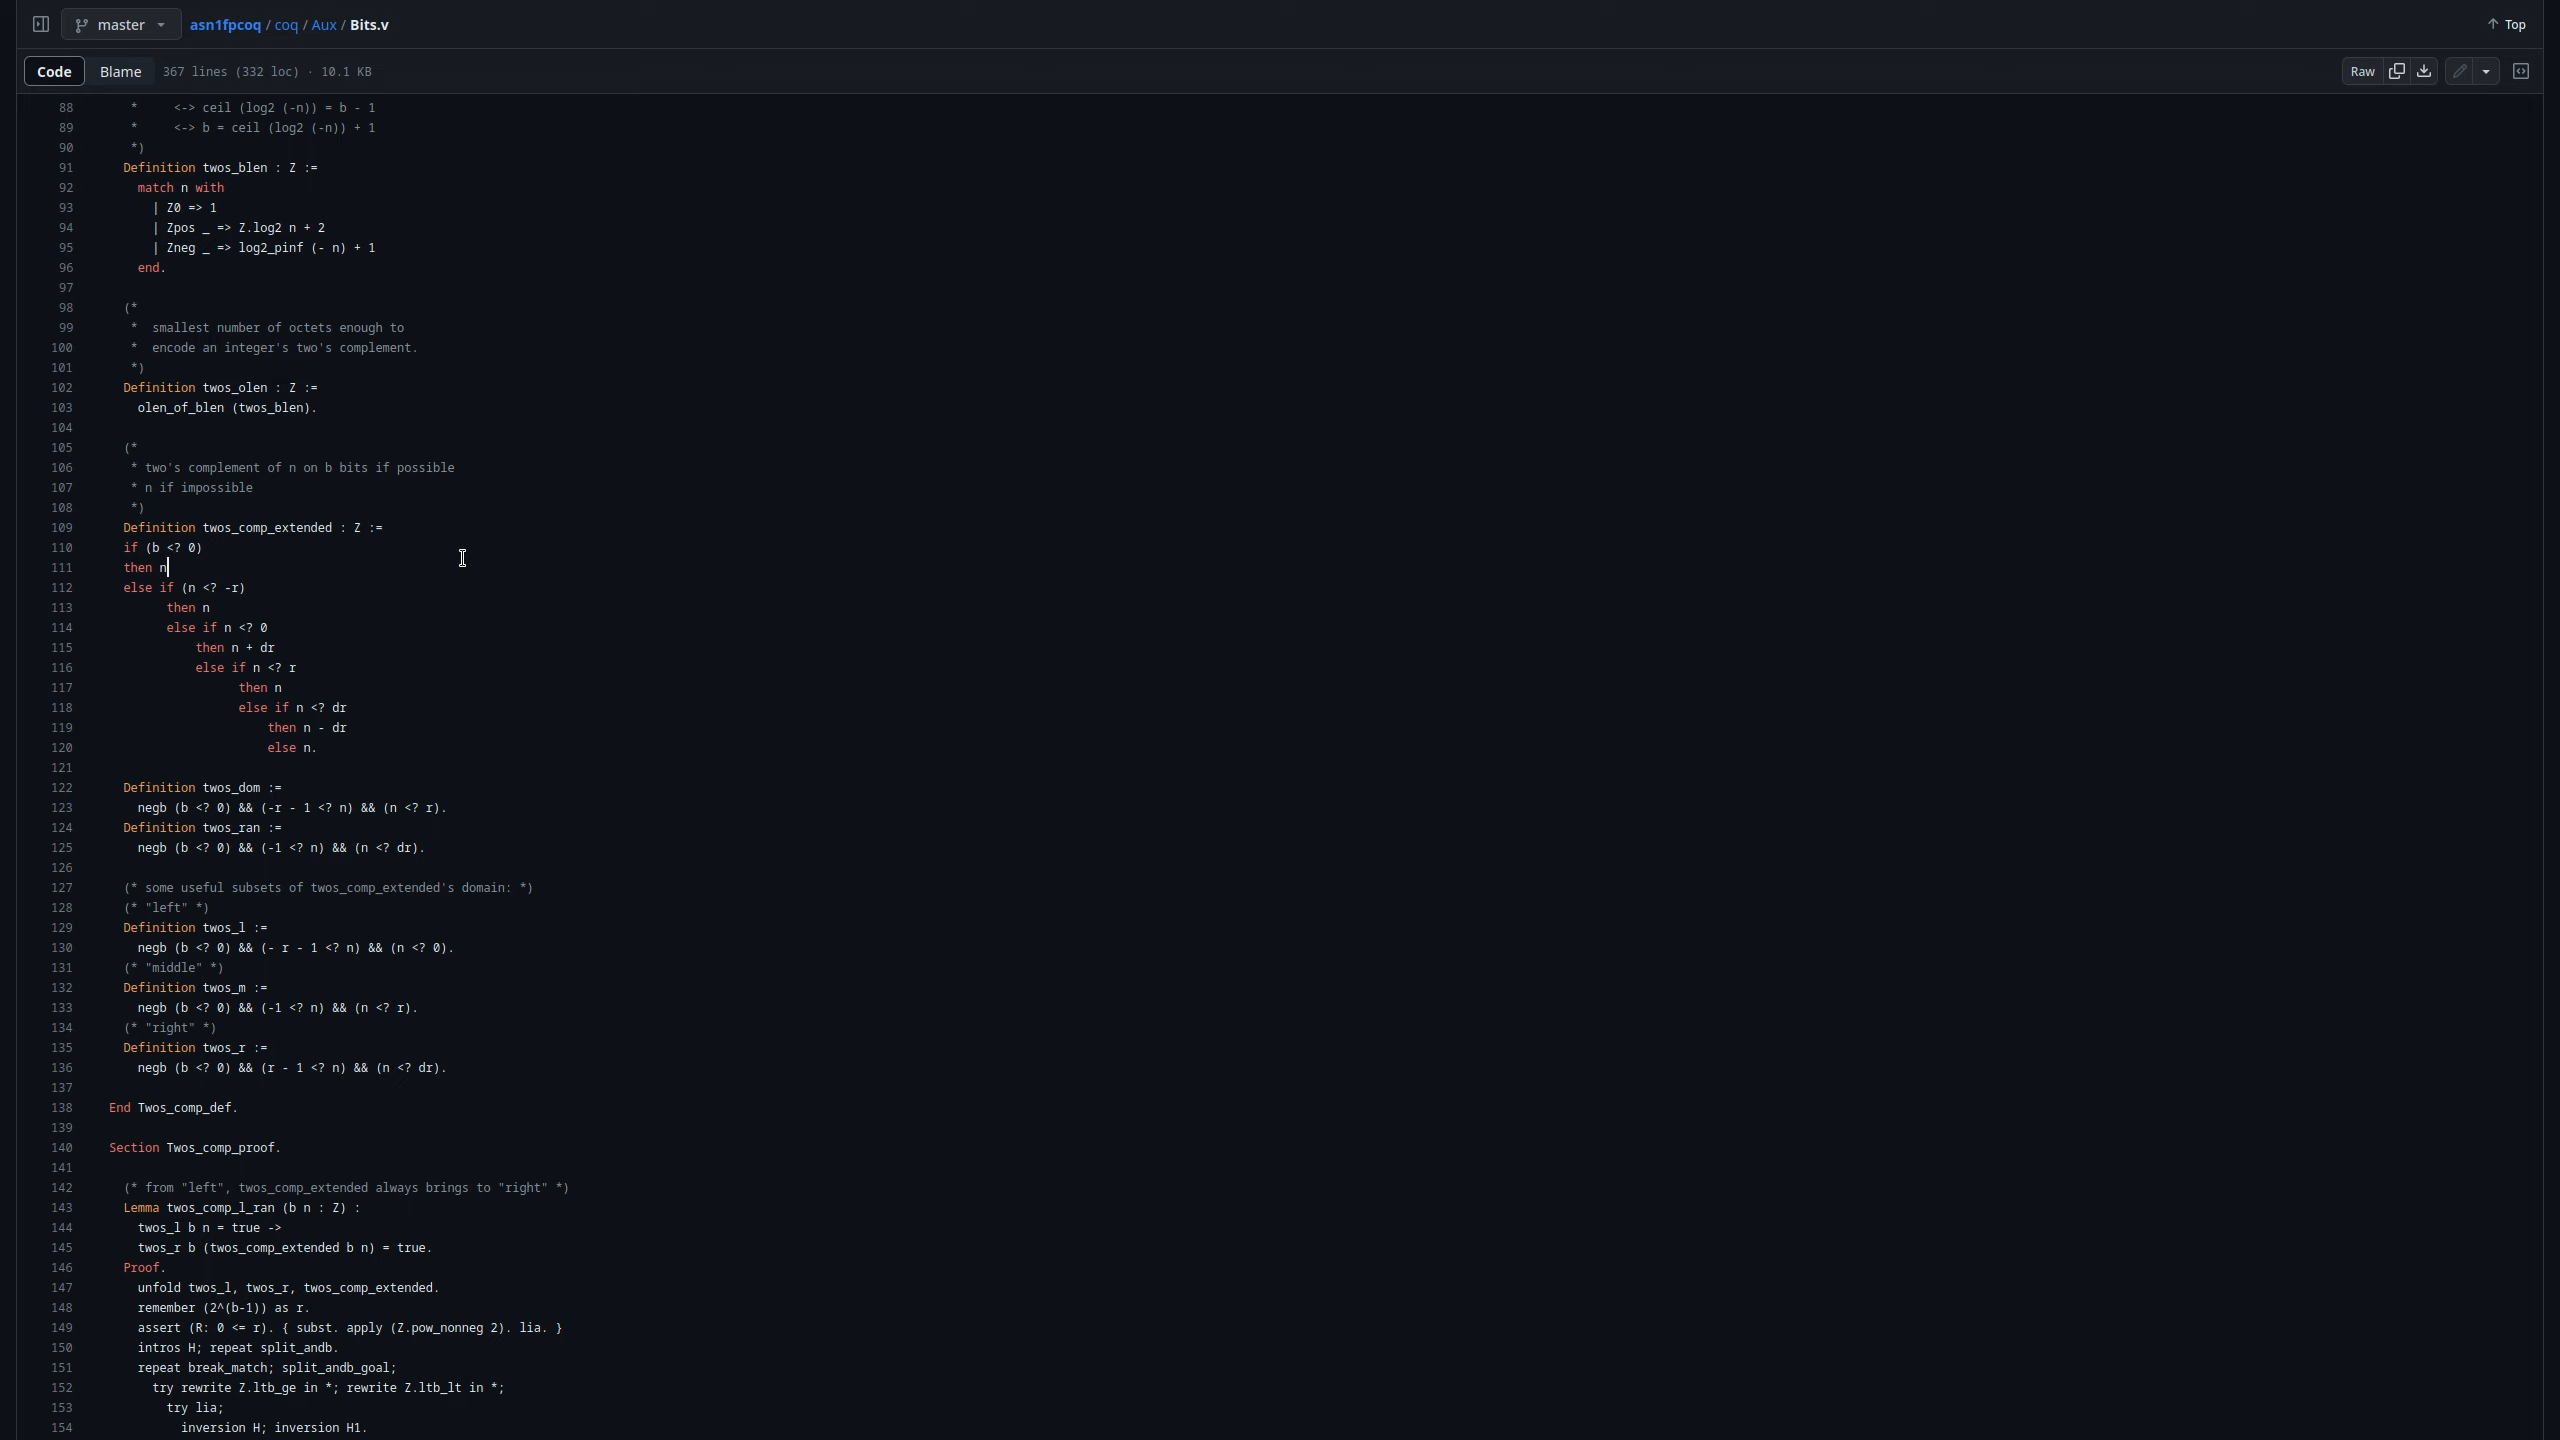 master asn1fpcoq / coq / Aux / Bits.v Top
Code Blame 367 lines (332 loc) · 10.1 KB Raw
88 * <-> ceil (log2 (-n)) = b - 1
89 * <-> b = ceil (log2 (-n)) + 1
90 *)
91 Definition twos_blen : Z :=
92 match n with
93 | Z0 => 1
94 | Zpos _ => Z.log2 n + 2
95 | Zneg _ => log2_pinf (- n) + 1
96 end.
97
98 (*
99 * smallest number of octets enough to
100 * encode an integer's two's complement.
101 *)
102 Definition twos_olen : Z :=
103 olen_of_blen (twos_blen).
104
105 (*
106 * two's complement of n on b bits if possible
107 * n if impossible
108 *)
109 Definition twos_comp_extended : Z :=
110 if (b <? 0)
111 then n
112 else if (n <? -r)
113 then n
114 else if n <? 0
115 then n + dr
116 else if n <? r
117 then n
118 else if n <? dr
119 then n - dr
120 else n.
121
122 Definition twos_dom :=
123 negb (b <? 0) && (-r - 1 <? n) && (n <? r).
124 Definition twos_ran :=
125 negb (b <? 0) && (-1 <? n) && (n <? dr).
126
127 (* some useful subsets of twos_comp_extended's domain: *)
128 (* "left" *)
129 Definition twos_l :=
130 negb (b <? 0) && (- r - 1 <? n) && (n <? 0).
131 (* "middle" *)
132 Definition twos_m :=
133 negb (b <? 0) && (-1 <? n) && (n <? r).
134 (* "right" *)
135 Definition twos_r :=
136 negb (b <? 0) && (r - 1 <? n) && (n <? dr).
137
138 End Twos_comp_def.
139
140 Section Twos_comp_proof.
141
142 (* from "left", twos_comp_extended always brings to "right" *)
143 Lemma twos_comp_l_ran (b n : Z) :
144 twos_l b n = true ->
145 twos_r b (twos_comp_extended b n) = true.
146 Proof.
147 unfold twos_l, twos_r, twos_comp_extended.
148 remember (2^(b-1)) as r.
149 assert (R: 0 <= r). { subst. apply (Z.pow_nonneg 2). lia. }
150 intros H; repeat split_andb.
151 repeat break_match; split_andb_goal;
152 try rewrite Z.ltb_ge in *; rewrite Z.ltb_lt in *;
153 try lia;
154 inversion H; inversion H1.